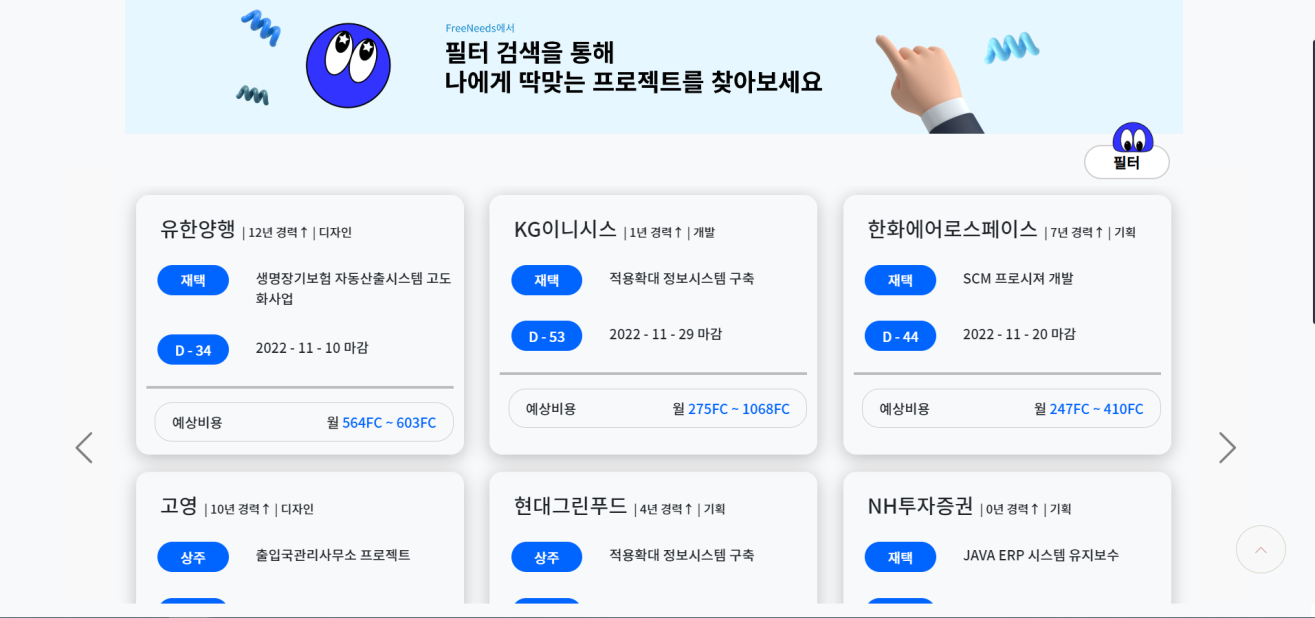 FreeNeeds에서
필터 검색을 통해
나에게 딱맞는 프로젝트를 찾아보세요
필터
유한양행 | 12년 경력↑ | 디자인
재택 생명장기보험 자동산출시스템 고도
화사업
D - 34 2022 - 11 - 10 마감
예상비용 월 564FC ~ 603FC
KG이니시스 | 1년 경력↑ | 개발
재택 적용확대 정보시스템 구축
D - 53 2022 - 11 - 29 마감
예상비용 월 275FC ~ 1068FC
한화에어로스페이스 | 7년 경력↑ | 기획
재택 SCM 프로시져 개발
D - 44 2022 - 11 - 20 마감
예상비용 월 247FC ~ 410FC
고영 | 10년 경력↑ | 디자인
상주 출입국관리사무소 프로젝트
현대그린푸드 | 4년 경력↑ | 기획
상주 적용확대 정보시스템 구축
NH투자증권 | 0년 경력↑ | 기획
재택 JAVA ERP 시스템 유지보수